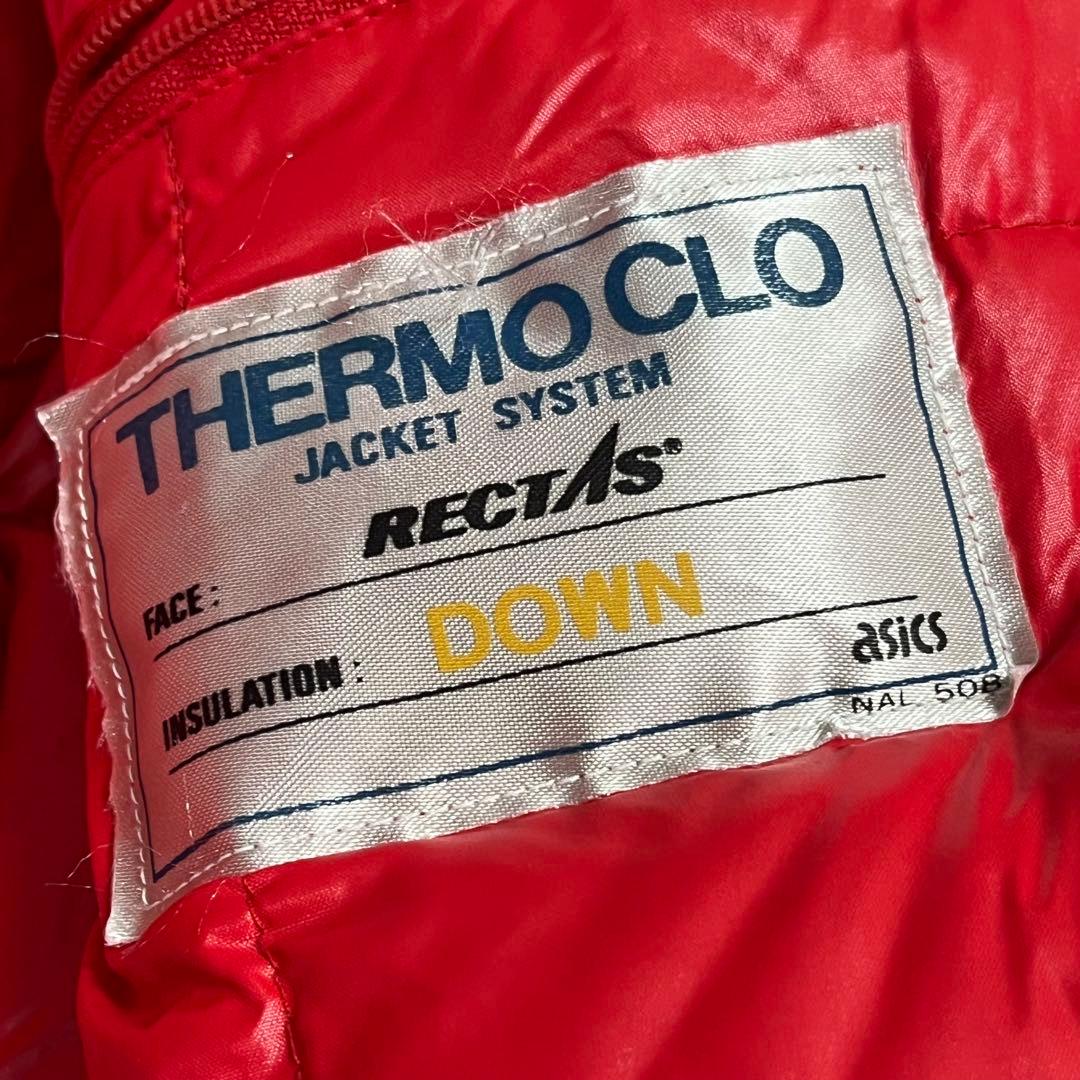 THERMO CLO
JACKET SYSTEM
FACE : RECTAS®
INSULATION : DOWN
asics
NAL 508